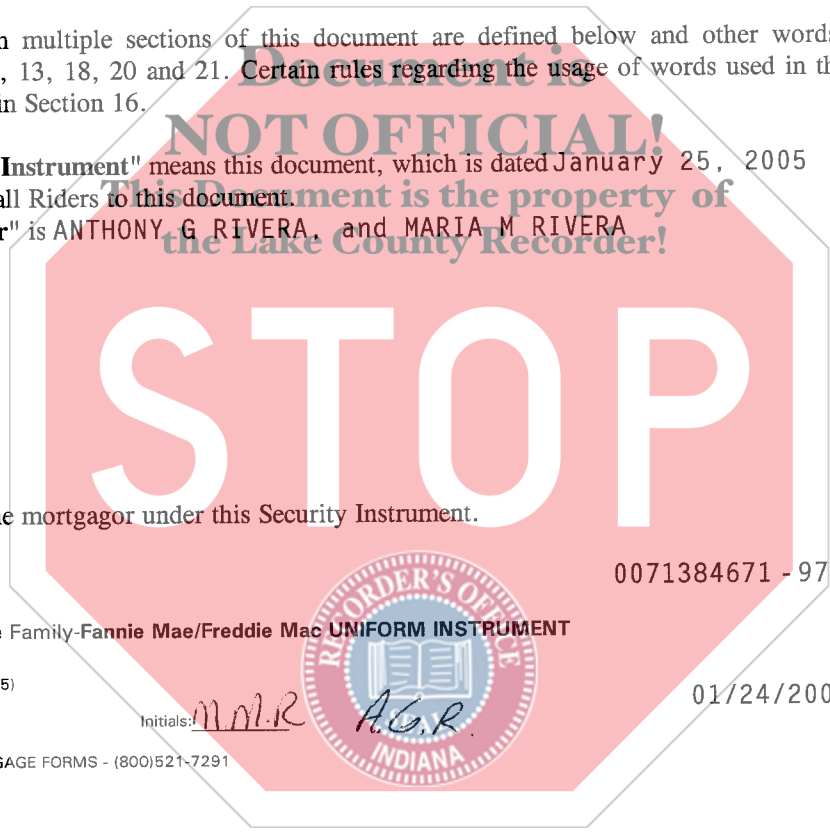 multiple sections of this document are defined below and other words
, 13, 18, 20 and 21. Certain rules regarding the usage of words used in
in Section 16.
Document is
NOT OFFICIAL!
This Document is the property of
the Lake County Recorder!
Instrument" means this document, which is dated January 25, 2005
all Riders to this document.
r" is ANTHONY G RIVERA, and MARIA M RIVERA
STOP
mortgagor under this Security Instrument.
0071384671 - 97
Family-Fannie Mae/Freddie Mac UNIFORM INSTRUMENT
5)
01/24/200
Initials: M.M.R A.G.R.
RECORDER'S OFFICE
SEAL
INDIANA
GAGE FORMS - (800)521-7291